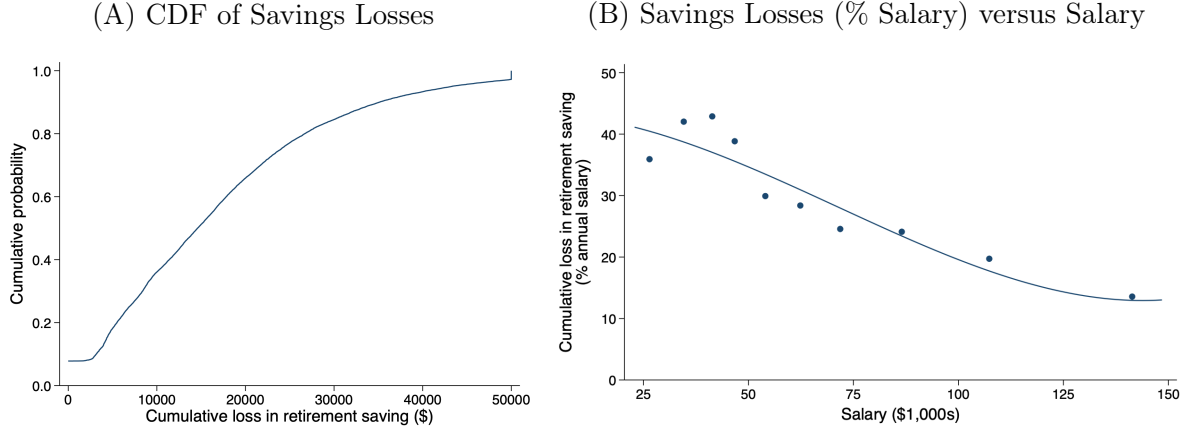 (A) CDF of Savings Losses
1.0
0.8
0.6
0.4
0.2
0.0
Cumulative probability
0 10000 20000 30000 40000 50000
Cumulative loss in retirement saving ($)
(B) Savings Losses (% Salary) versus Salary
50
40
30
20
10
0
Cumulative loss in retirement saving
(% annual salary)
25 50 75 100 125 150
Salary ($1,000s)